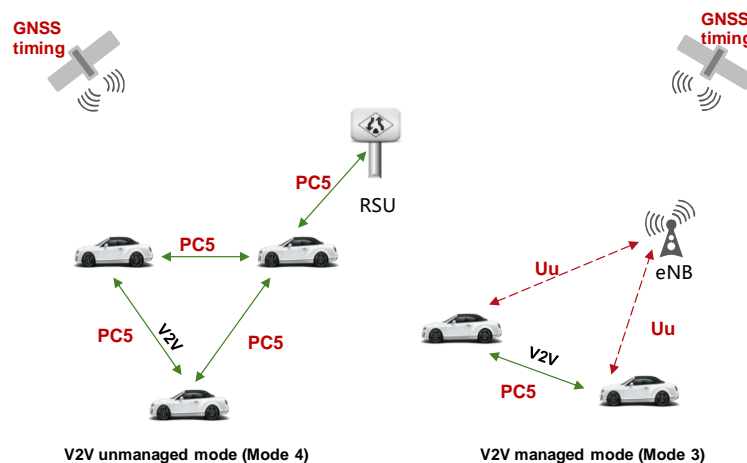 GNSS
timing
GNSS
timing
PC5
RSU
PC5
Uu
eNB
PC5
V2V
PC5
Uu
V2V
PC5
V2V unmanaged mode (Mode 4)
V2V managed mode (Mode 3)